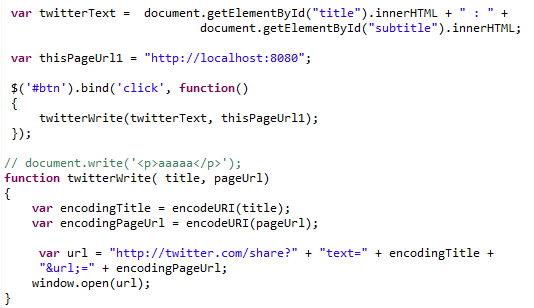 var twitterText =  document.getElementById("title").innerHTML + " : " +
document.getElementById("subtitle").innerHTML;
var thisPageUrl1 = "http://localhost:8080";
$('#btn').bind('click', function()
{
twitterWrite(twitterText, thisPageUrl1);
});
// document.write('<p>aaaaa</p>');
function twitterWrite( title, pageUrl)
{
var encodingTitle = encodeURI(title);
var encodingPageUrl = encodeURI(pageUrl);
var url = "http://twitter.com/share?" + "text=" + encodingTitle +
"&url;=" + encodingPageUrl;
window.open(url);
}